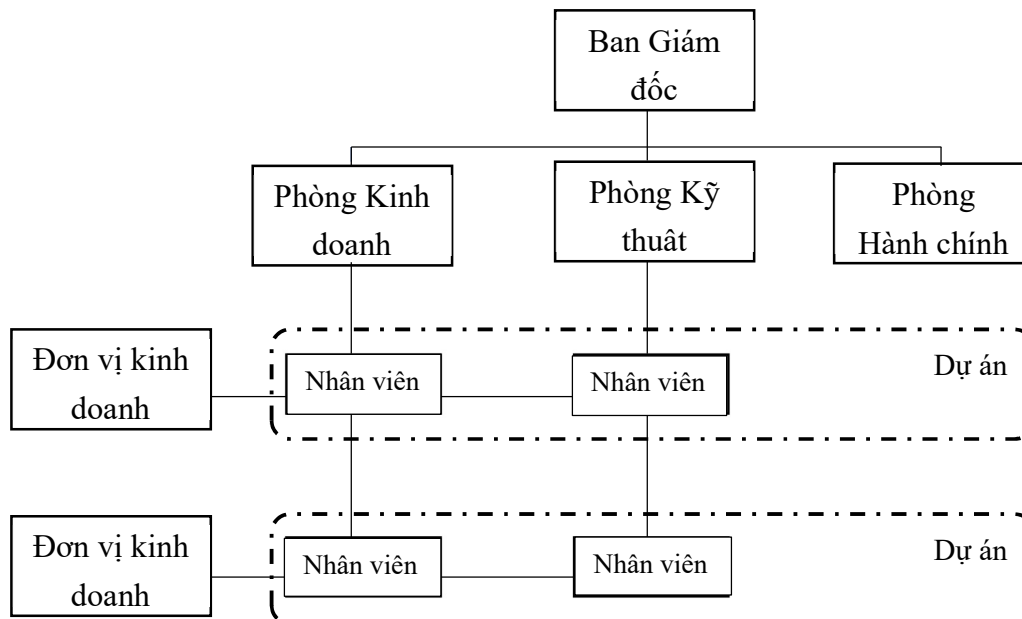 Ban Giám
đốc
Phòng Kinh
doanh
Phòng Kỹ
thuât
Phòng
Hành chính
Đơn vị kinh
doanh
Nhân viên
Nhân viên
Dự án
Đơn vị kinh
doanh
Nhân viên
Nhân viên
Dự án